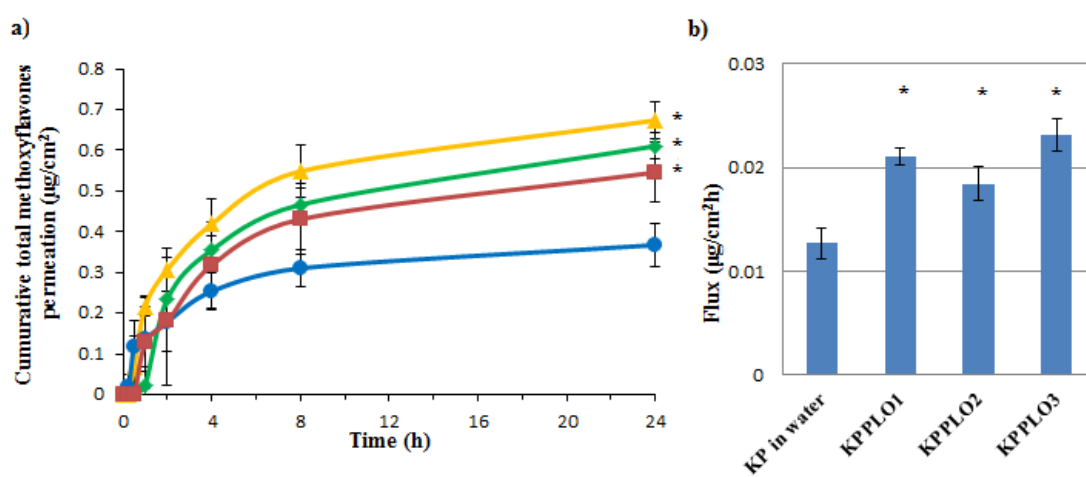 a)
Cumurative total methoxyflavones
permeation (µg/cm²)
0.8
0.7
0.6
0.5
0.4
0.3
0.2
0.1
0
0
4
8
12
16
20
24
Time (h)
*
*
*
b)
Flux (µg/cm²h)
0.03
0.02
0.01
0
*
*
*
KP in water
KPPLO1
KPPLO2
KPPLO3